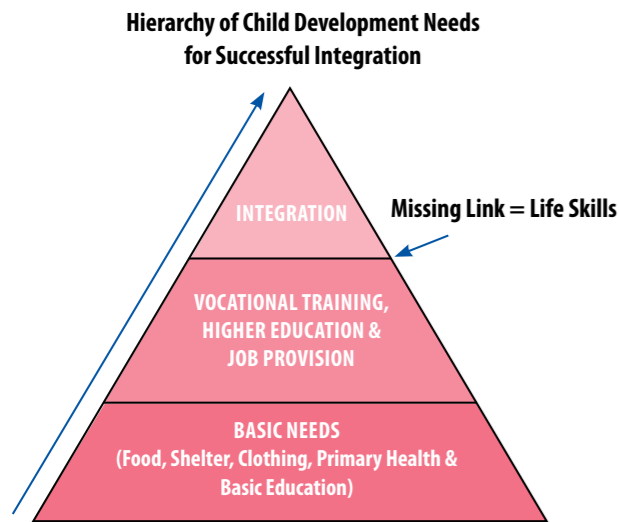 Hierarchy of Child Development Needs
for Successful Integration
INTEGRATION
Missing Link = Life Skills
VOCATIONAL TRAINING,
HIGHER EDUCATION &
JOB PROVISION
BASIC NEEDS
(Food, Shelter, Clothing, Primary Health &
Basic Education)